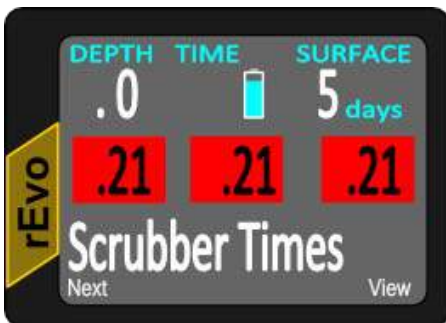 DEPTH TIME SURFACE
.0 5 days
.21 .21 .21
rEvo
Scrubber Times
Next View